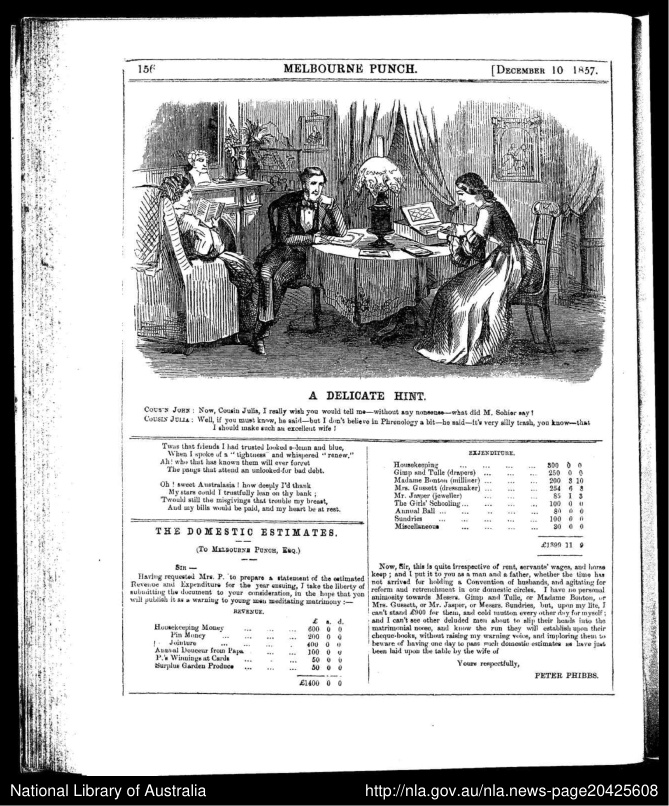 156
MELBOURNE PUNCH.
[DECEMBER 10 1857.
A DELICATE HINT.
COUS'N JOHN : Now, Cousin Julia, I really wish you would tell me—without any nonsense—what did M. Sohier say?
COUSIN JULIA : Well, if you must know, he said—but I don't believe in Phrenology a bit—he said—it's very silly trash, you know—that
I should make such an excellent wife!
'Twas that friends I had trusted looked solemn and blue,
When I spoke of a "tightness" and whispered "renew."
Ah! who that has known them will ever forget
The pangs that attend an unlooked-for bad debt.
Oh! sweet Australasia! how deeply I'd thank
My stars could I trustfully lean on thy bank ;
'Twould still the misgivings that trouble my breast,
And my bills would be paid, and my heart be at rest.
THE DOMESTIC ESTIMATES.
(To MELBOURNE PUNCH, ESQ.)
SIR —
Having requested Mrs. P. to prepare a statement of the estimated
Revenue and Expenditure for the year ensuing, I take the liberty of
submitting the document to your consideration, in the hope that you
will publish it as a warning to young men meditating matrimony :—
REVENUE.
£ s. d.
Housekeeping Money ... ... ... 600 0 0
Pin Money ... ... ... 200 0 0
Jointure ... ... 400 0 0
Annual Douceur from Papa ... ... 100 0 0
P.'s Winnings at Cards ... ... 50 0 0
Surplus Garden Produce ... ... 50 0 0
£1400 0 0
EXPENDITURE.
Housekeeping ... ... ... ... 300 0 0
Gimp and Tulle (drapers) ... ... ... 250 0 0
Madame Bonton (milliner) ... ... ... 200 3 10
Mrs. Gussett (dressmaker) ... ... ... 254 6 8
Mr. Jasper (jeweller) ... ... ... 85 1 3
The Girls' Schooling ... ... ... ... 100 0 0
Annual Ball ... ... ... ... 80 0 0
Sundries ... ... ... ... 100 0 0
Miscellaneous ... ... ... ... 30 0 0
£1399 11 9
Now, Sir, this is quite irrespective of rent, servants' wages, and horse
keep ; and I put it to you as a man and a father, whether the time has
not arrived for holding a Convention of husbands, and agitating for
reform and retrenchment in our domestic circles. I have no personal
animosity towards Messrs. Gimp and Tulle, or Madame Bonton, or
Mrs. Gussett, or Mr. Jasper, or Messrs. Sundries, but, upon my life, I
can't stand £900 for them, and cold mutton every other day for myself ;
and I can't see other deluded men about to slip their heads into the
matrimonial noose, and know the run they will establish upon their
cheque-books, without raising my warning voice, and imploring them to
beware of having one day to pass such domestic estimates as have just
been laid upon the table by the wife of
Yours respectfully,
PETER PHIBBS.
National Library of Australia
http://nla.gov.au/nla.news-page20425608